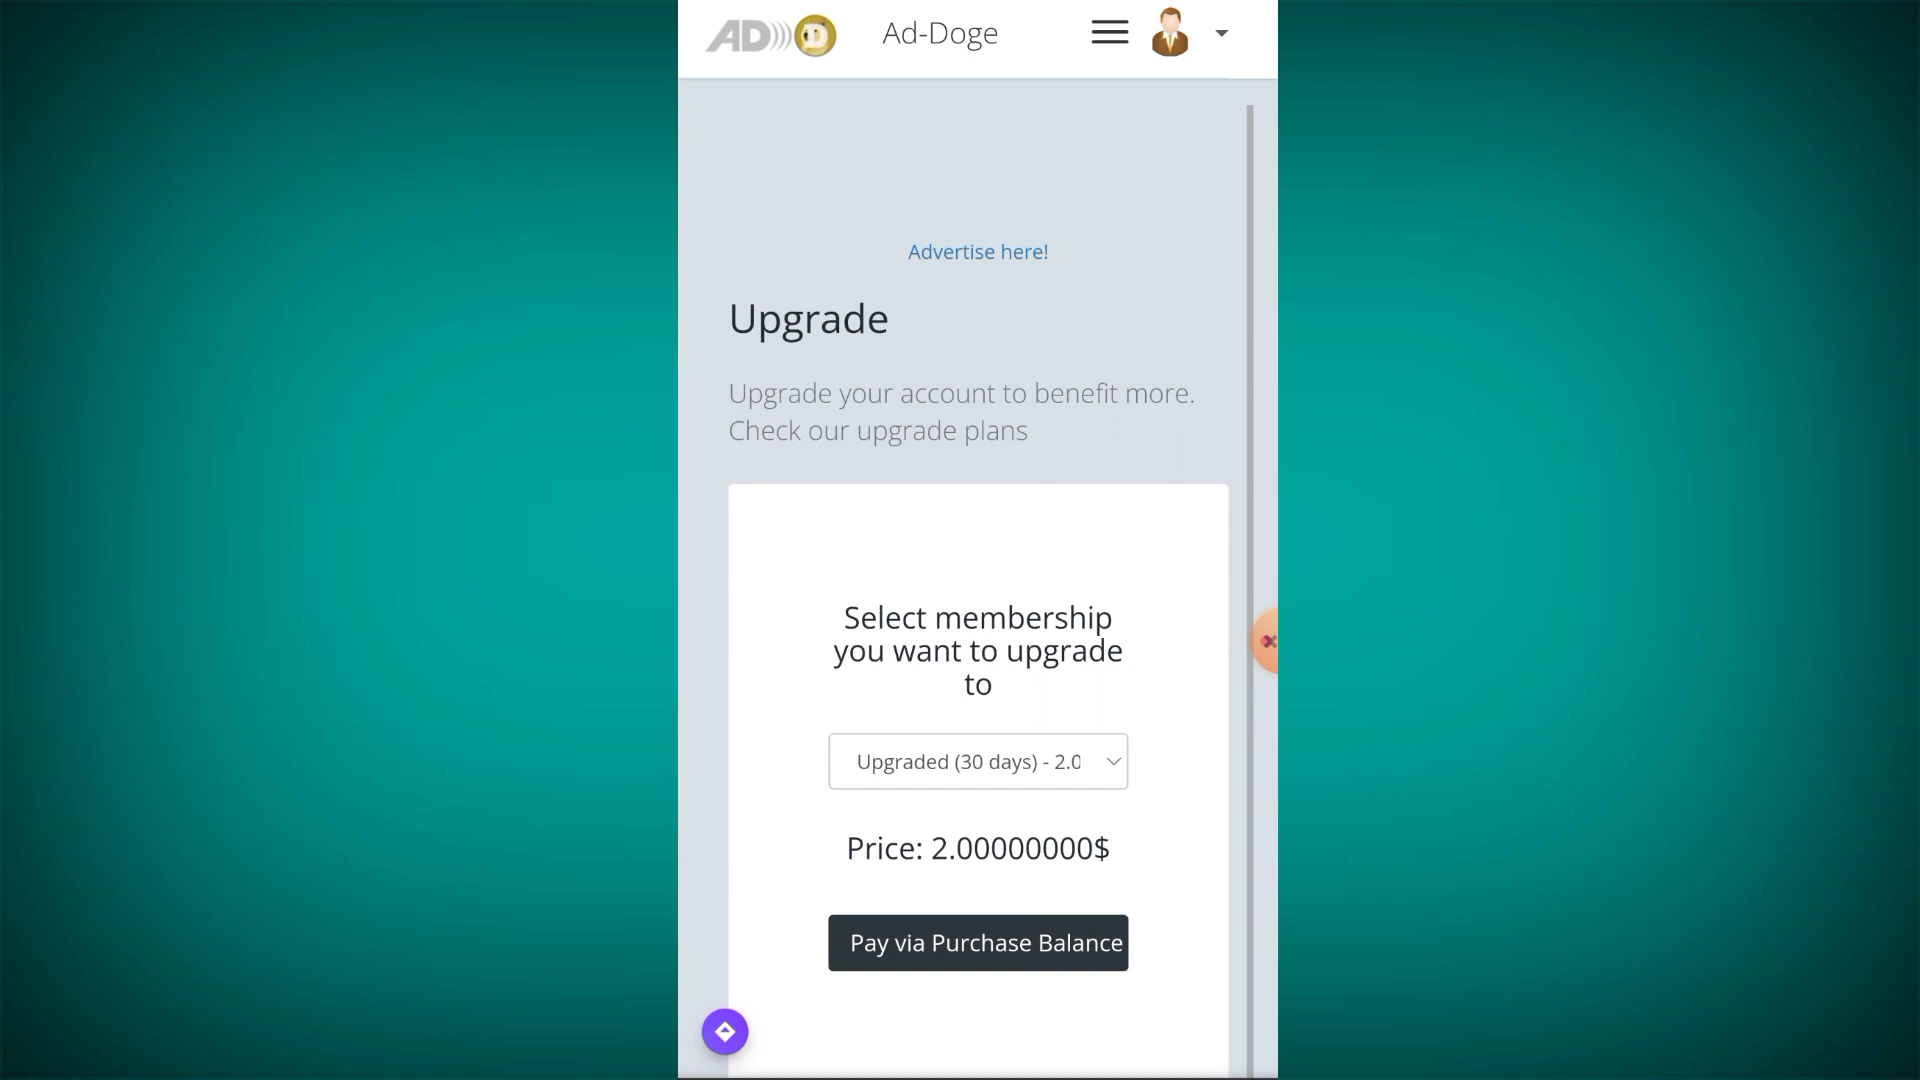 AD
Ad-Doge
Advertise here!
Upgrade
Upgrade your account to benefit more.
Check our upgrade plans
Select membership
you want to upgrade
to
Upgraded (30 days) - 2.0
Price: 2.00000000$
Pay via Purchase Balance